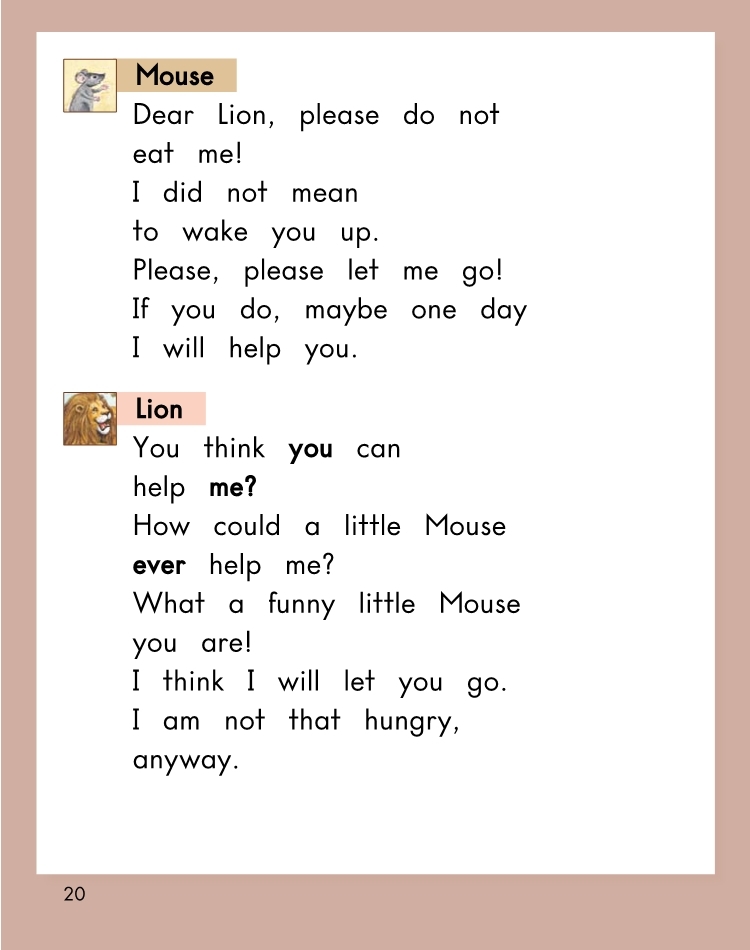 Mouse
Dear Lion, please do not
eat me!
I did not mean
to wake you up.
Please, please let me go!
If you do, maybe one day
I will help you.
Lion
You think you can
help me?
How could a little Mouse
ever help me?
What a funny little Mouse
you are!
I think I will let you go.
I am not that hungry,
anyway.
20